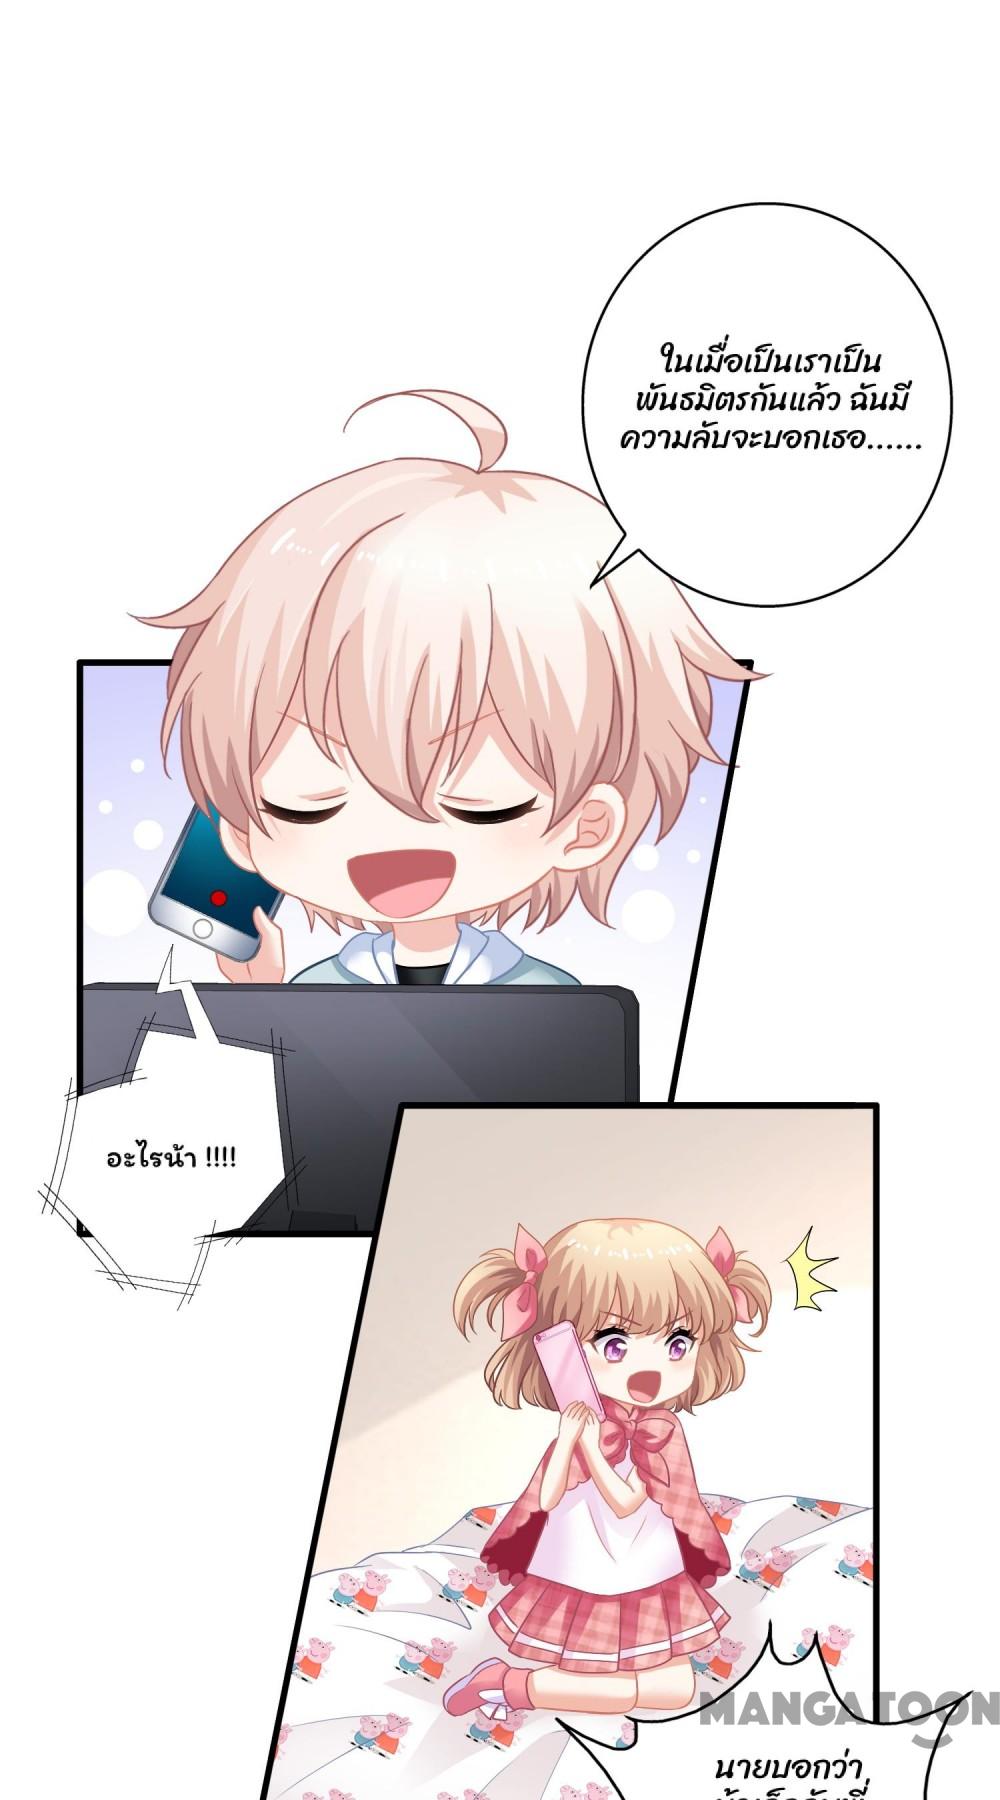 ในเมื่อเป็นเราเป็น
พันธมิตรกันแล้ว ฉันมี
ความลับจะบอกเธอ......
อะไรน้า !!!!
MANGATOON
นายบอกว่า